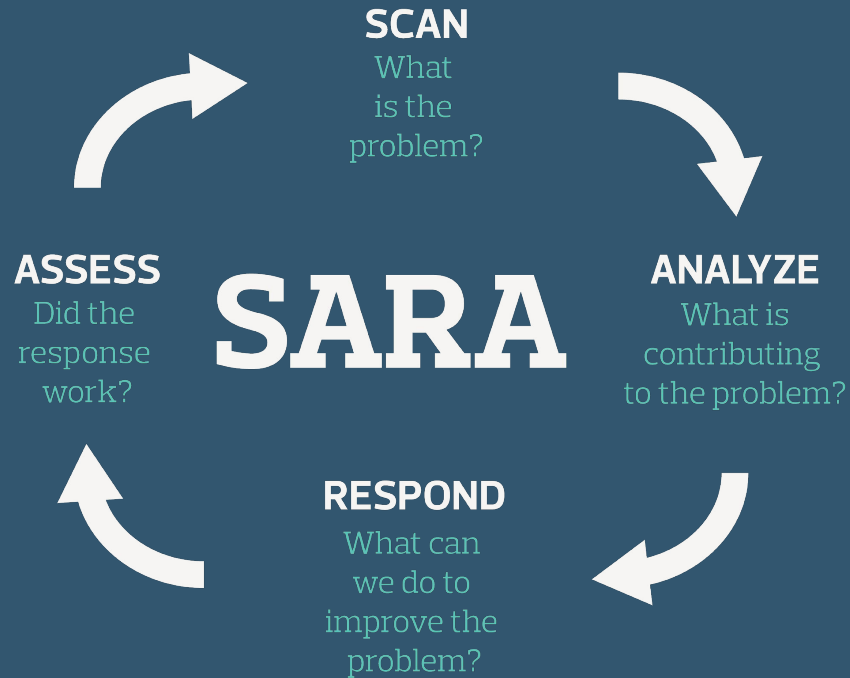 SCAN
What
is the
problem?
ASSESS
Did the
response
work?
SARA
ANALYZE
What is
contributing
to the problem?
RESPOND
What can
we do to
improve the
problem?